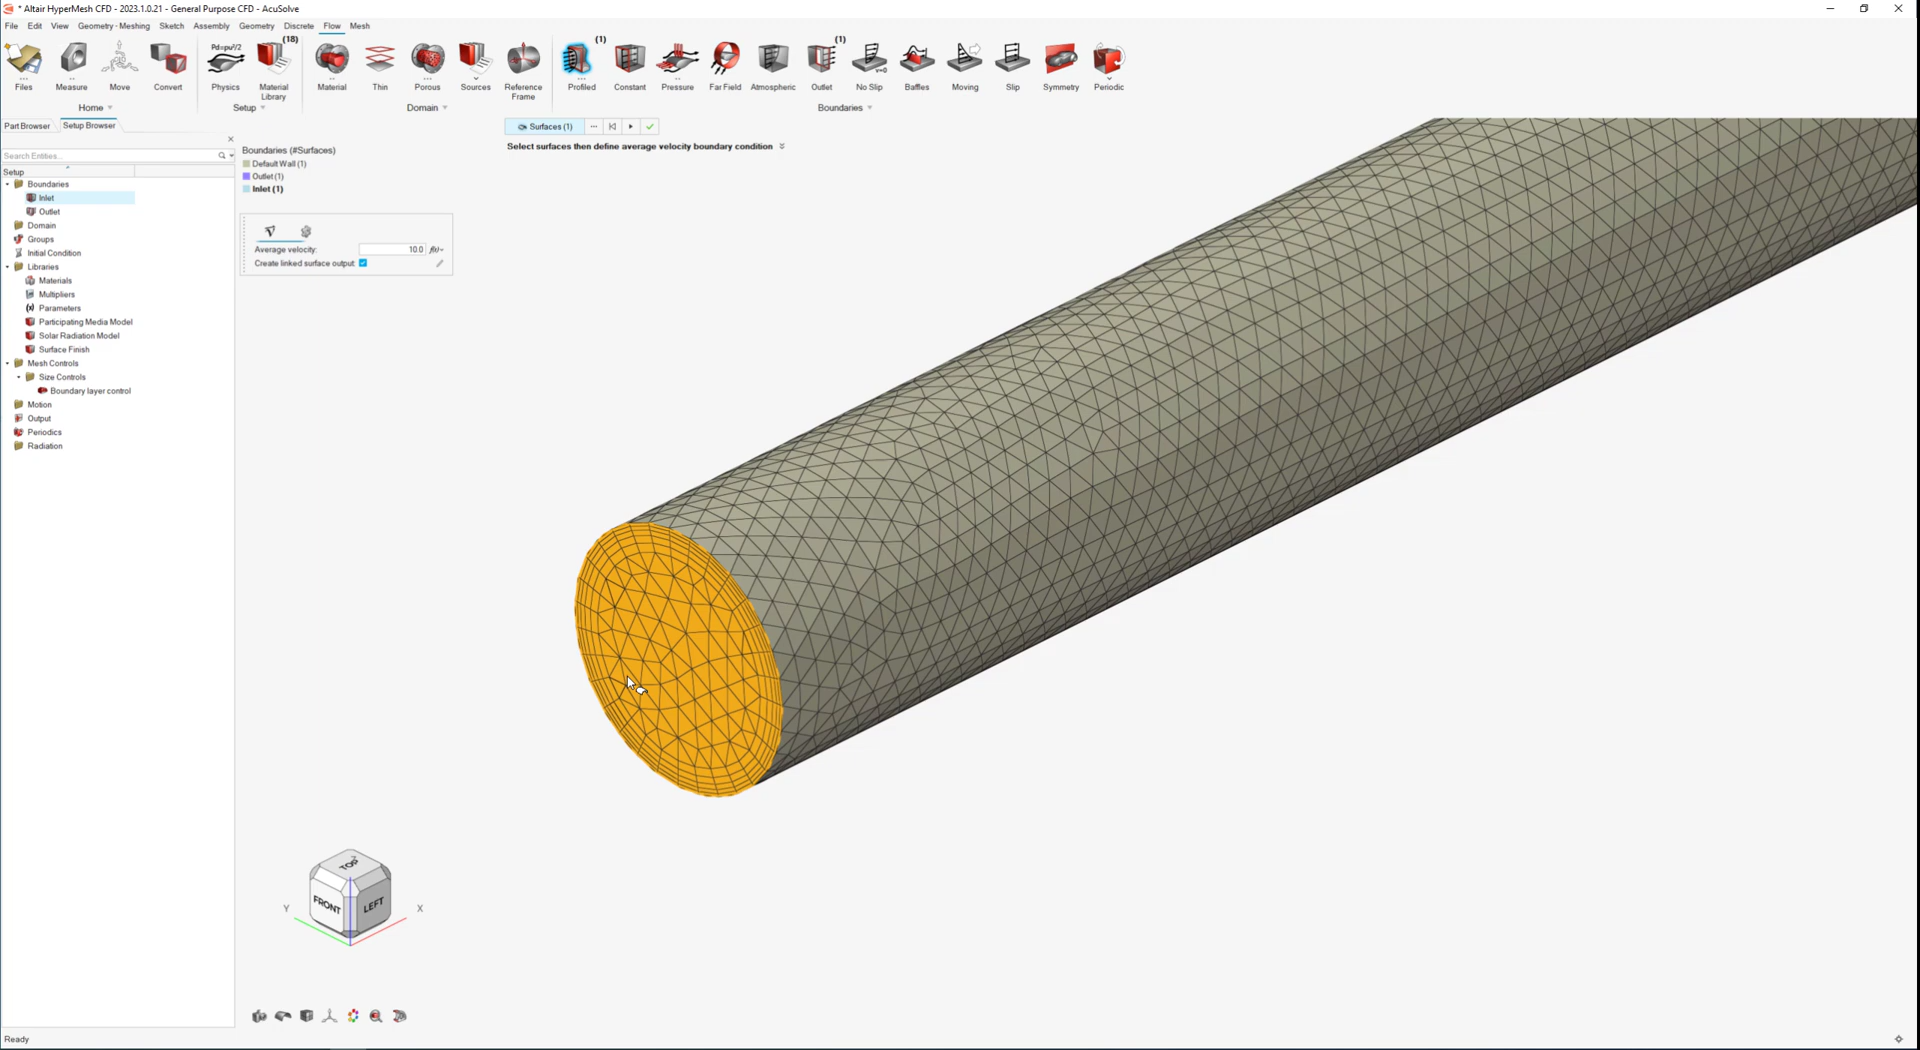 * Altair HyperMesh CFD - 2023.1.0.21 - General Purpose CFD - AcuSolve
File Edit View Geometry - Meshing Sketch Assembly Geometry Discrete Flow Mesh
(18) (1) (1)
Pd=ρυ²/2
v=0
Files Measure Move Convert Physics Material Library Material Thin Porous Sources Reference Frame Profiled Constant Pressure Far Field Atmospheric Outlet No Slip Baffles Moving Slip Symmetry Periodic
Home Setup Domain Boundaries
Part Browser Setup Browser
Surfaces (1)
Select surfaces then define average velocity boundary condition
Search Entities...
Setup
Boundaries
Inlet
Outlet
Domain
Groups
Initial Condition
Libraries
Materials
Multipliers
(x) Parameters
Participating Media Model
Solar Radiation Model
Surface Finish
Mesh Controls
Size Controls
Boundary layer control
Motion
Output
Periodics
Radiation
Boundaries (#Surfaces)
Default Wall (1)
Outlet (1)
Inlet (1)
Average velocity: 10.0 f(x)
Create linked surface output:
TOP
FRONT LEFT
Y X
Ready